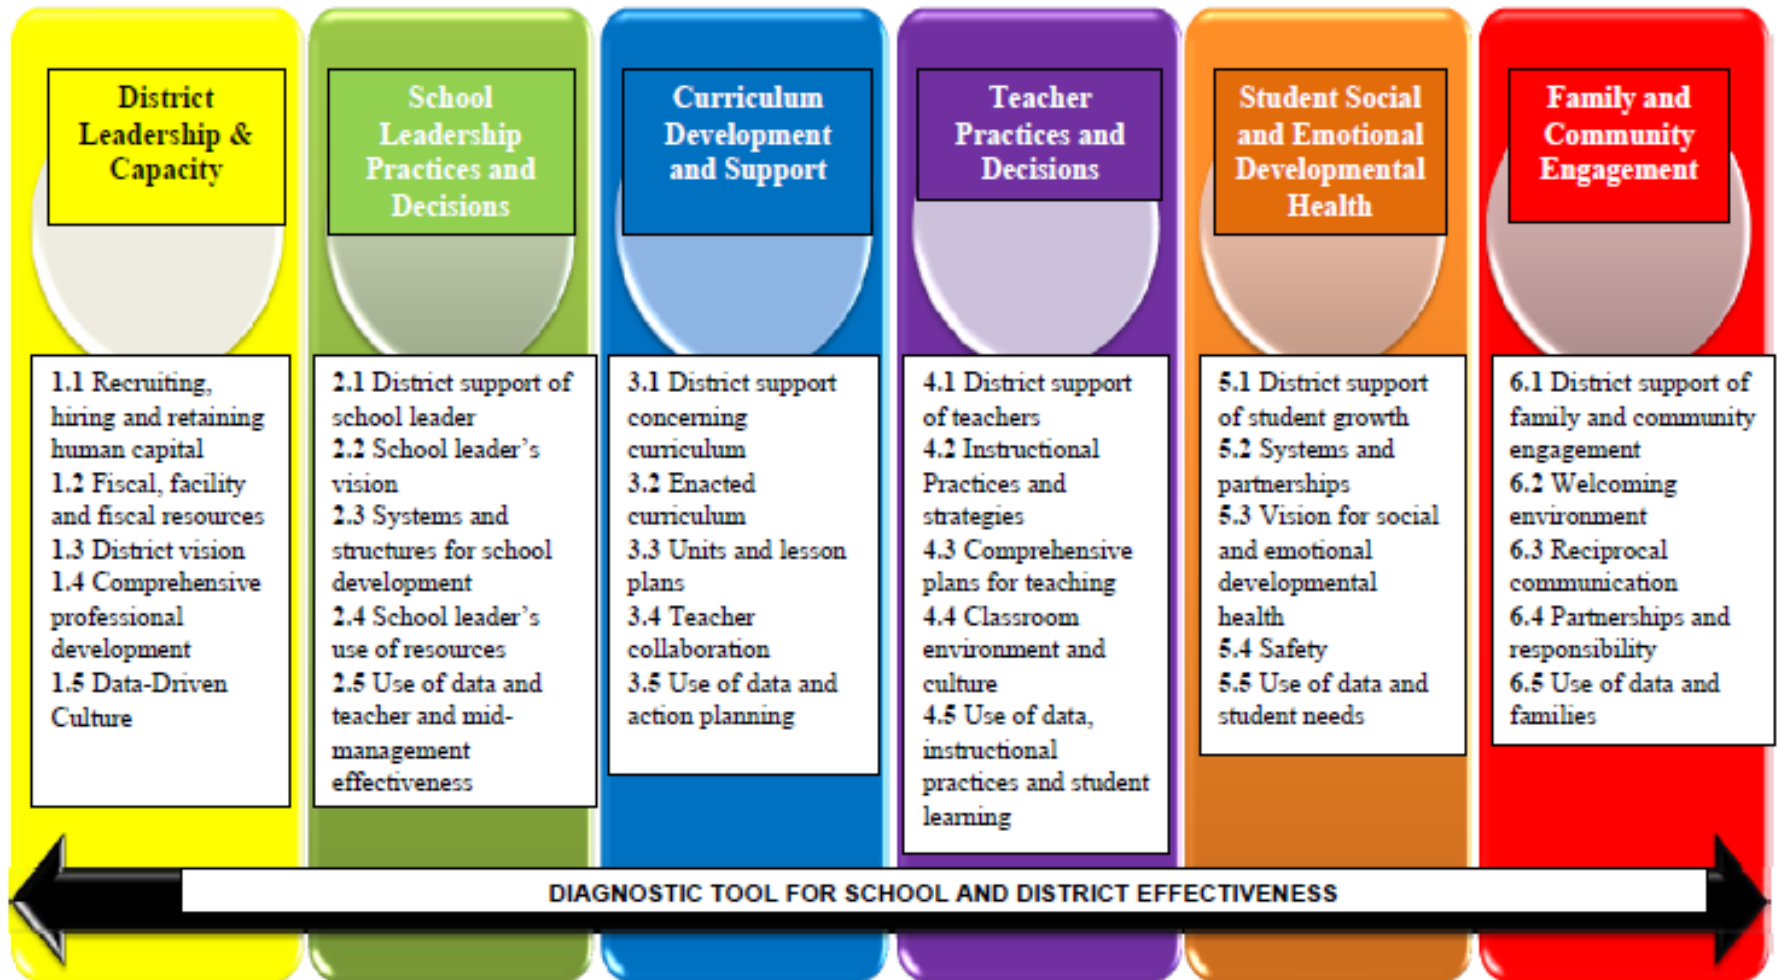 District
Leadership &
Capacity
1.1 Recruiting,
hiring and retaining
human capital
1.2 Fiscal, facility
and fiscal resources
1.3 District vision
1.4 Comprehensive
professional
development
1.5 Data-Driven
Culture
School
Leadership
Practices and
Decisions
2.1 District support of
school leader
2.2 School leader’s
vision
2.3 Systems and
structures for school
development
2.4 School leader’s
use of resources
2.5 Use of data and
teacher and mid-
management
effectiveness
Curriculum
Development
and Support
3.1 District support
concerning
curriculum
3.2 Enacted
curriculum
3.3 Units and lesson
plans
3.4 Teacher
collaboration
3.5 Use of data and
action planning
Teacher
Practices and
Decisions
4.1 District support
of teachers
4.2 Instructional
Practices and
strategies
4.3 Comprehensive
plans for teaching
4.4 Classroom
environment and
culture
4.5 Use of data,
instructional
practices and student
learning
Student Social
and Emotional
Developmental
Health
5.1 District support
of student growth
5.2 Systems and
partnerships
5.3 Vision for social
and emotional
developmental
health
5.4 Safety
5.5 Use of data and
student needs
Family and
Community
Engagement
6.1 District support of
family and community
engagement
6.2 Welcoming
environment
6.3 Reciprocal
communication
6.4 Partnerships and
responsibility
6.5 Use of data and
families
DIAGNOSTIC TOOL FOR SCHOOL AND DISTRICT EFFECTIVENESS